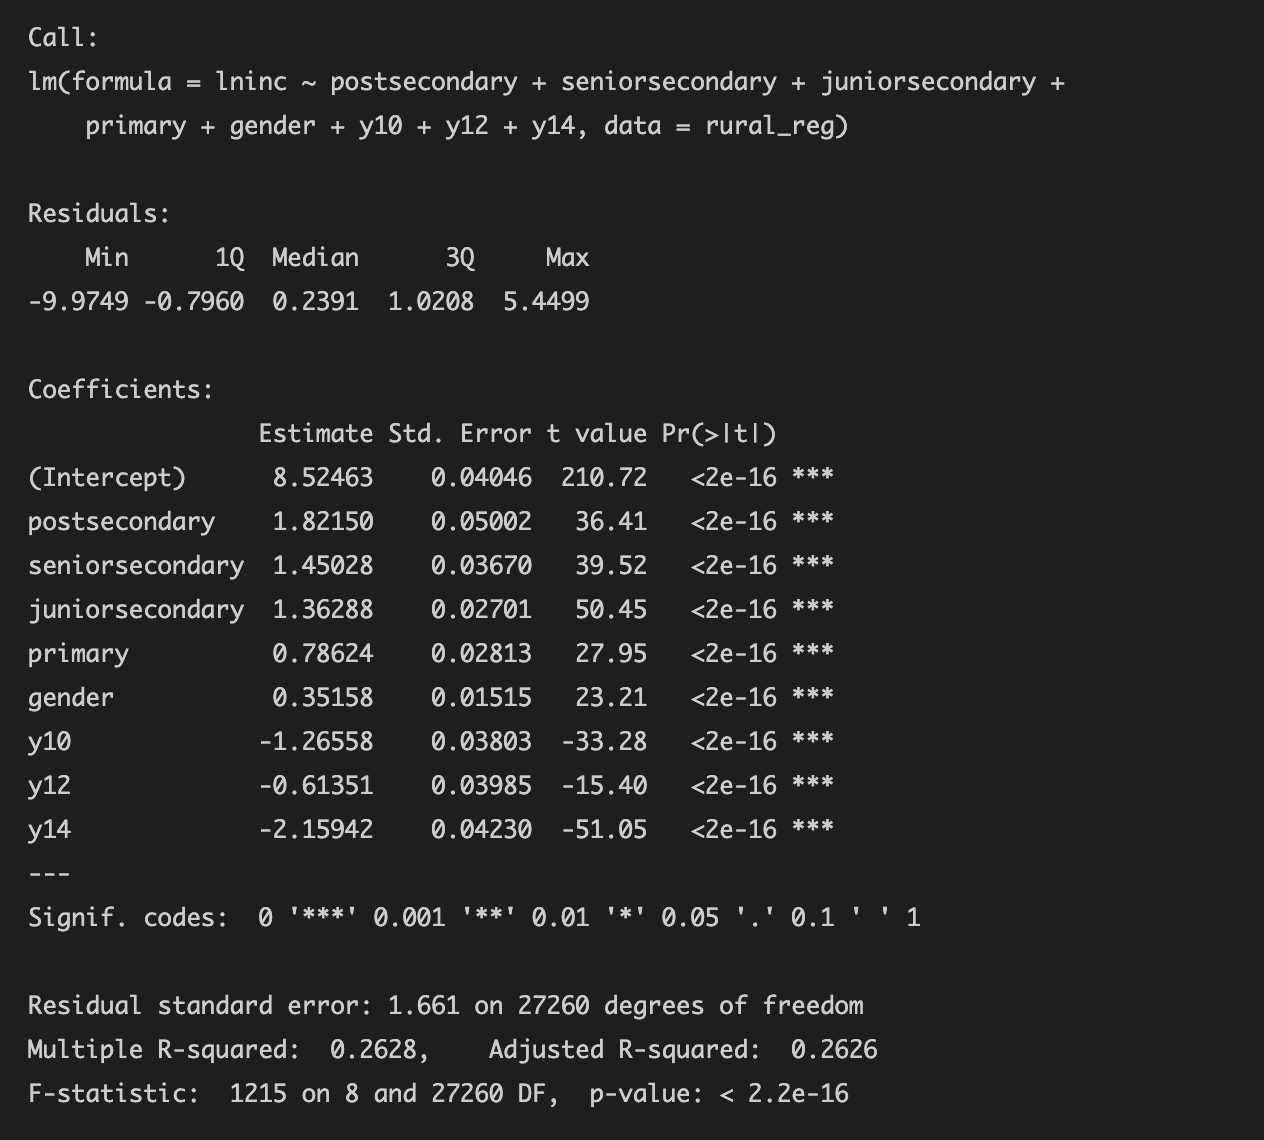 Call:
lm(formula = lninc ~ postsecondary + seniorsecondary + juniorsecondary +
    primary + gender + y10 + y12 + y14, data = rural_reg)

Residuals:
    Min      1Q  Median      3Q     Max
-9.9749 -0.7960  0.2391  1.0208  5.4499

Coefficients:
                Estimate Std. Error t value Pr(>|t|)
(Intercept)      8.52463    0.04046  210.72   <2e-16 ***
postsecondary    1.82150    0.05002   36.41   <2e-16 ***
seniorsecondary  1.45028    0.03670   39.52   <2e-16 ***
juniorsecondary  1.36288    0.02701   50.45   <2e-16 ***
primary          0.78624    0.02813   27.95   <2e-16 ***
gender           0.35158    0.01515   23.21   <2e-16 ***
y10             -1.26558    0.03803  -33.28   <2e-16 ***
y12             -0.61351    0.03985  -15.40   <2e-16 ***
y14             -2.15942    0.04230  -51.05   <2e-16 ***
---
Signif. codes:  0 '***' 0.001 '**' 0.01 '*' 0.05 '.' 0.1 ' ' 1

Residual standard error: 1.661 on 27260 degrees of freedom
Multiple R-squared:  0.2628,    Adjusted R-squared:  0.2626
F-statistic:  1215 on 8 and 27260 DF,  p-value: < 2.2e-16